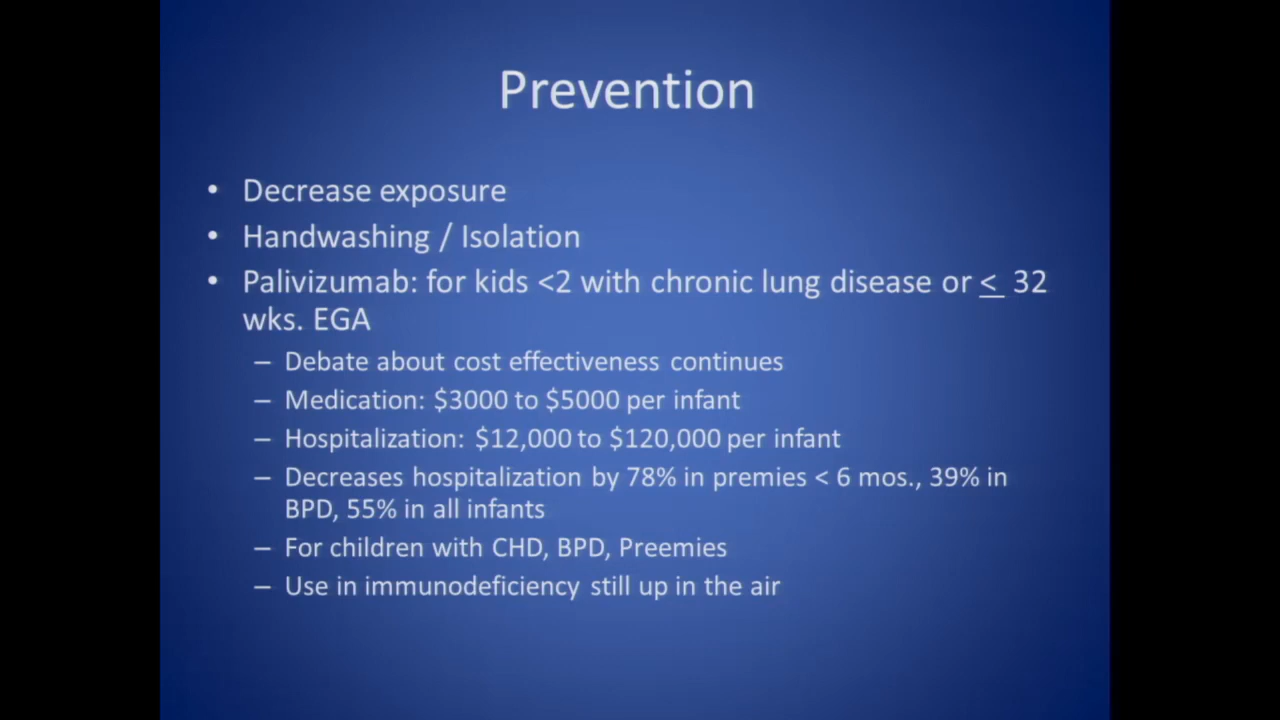 Prevention
• Decrease exposure
• Handwashing / Isolation
• Palivizumab: for kids <2 with chronic lung disease or < 32
wks. EGA
– Debate about cost effectiveness continues
– Medication: $3000 to $5000 per infant
– Hospitalization: $12,000 to $120,000 per infant
– Decreases hospitalization by 78% in premies < 6 mos., 39% in
BPD, 55% in all infants
– For children with CHD, BPD, Preemies
– Use in immunodeficiency still up in the air